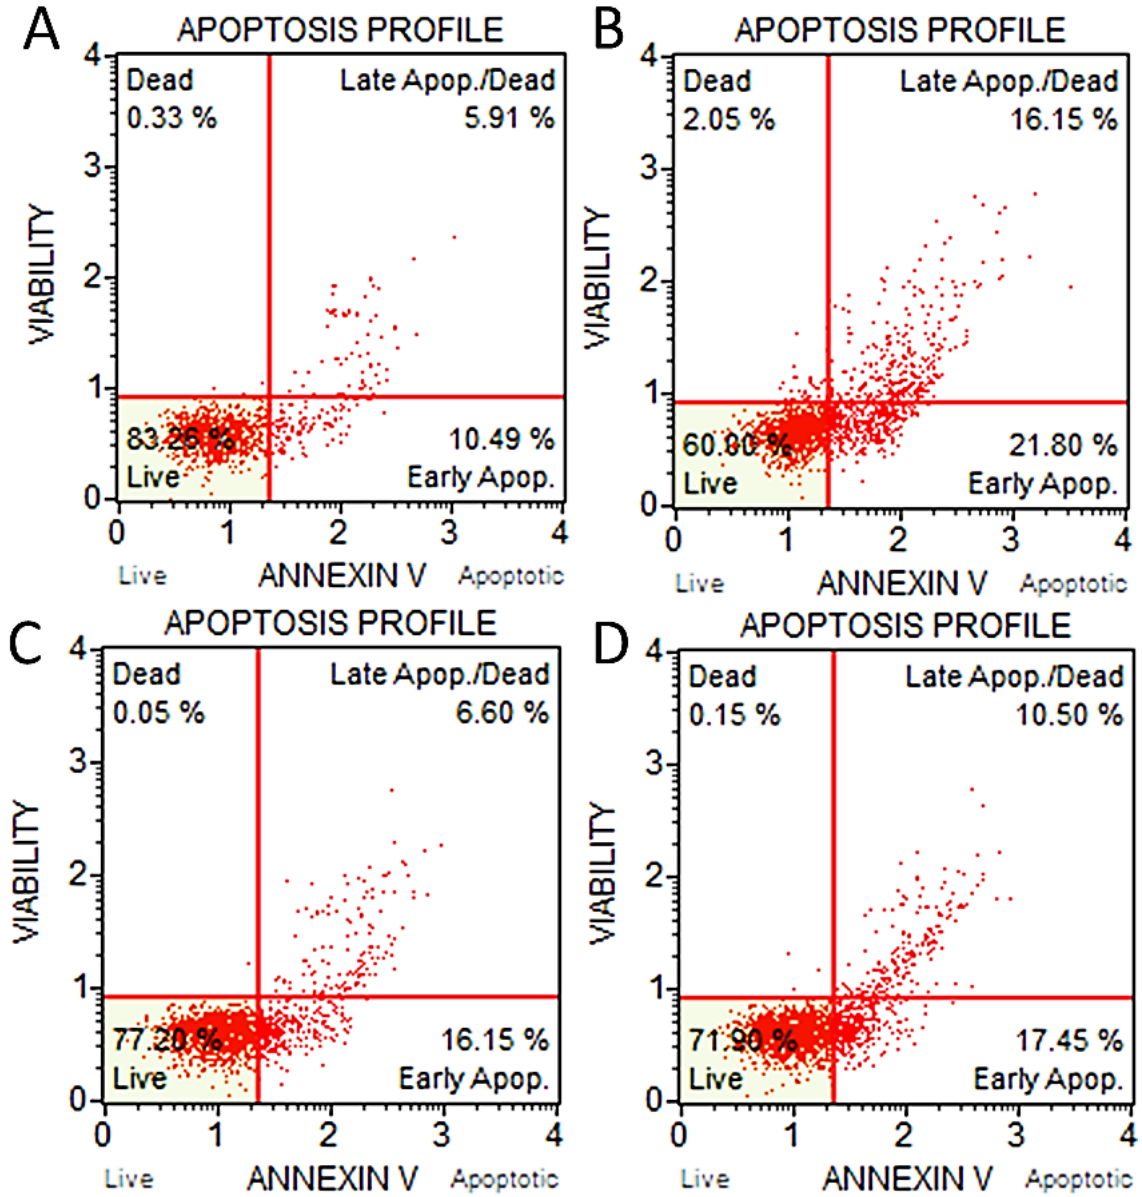 A
APOPTOSIS PROFILE
4
3
2
1
0
VIABILITY
Dead
0.33 %
Late Apop./Dead
5.91 %
83.26 %
Live
10.49 %
Early Apop.
0 1 2 3 4
Live ANNEXIN V Apoptotic
B
APOPTOSIS PROFILE
4
3
2
1
0
VIABILITY
Dead
2.05 %
Late Apop./Dead
16.15 %
60.00 %
Live
21.80 %
Early Apop.
0 1 2 3 4
Live ANNEXIN V Apoptotic
C
APOPTOSIS PROFILE
4
3
2
1
0
VIABILITY
Dead
0.05 %
Late Apop./Dead
6.60 %
77.20 %
Live
16.15 %
Early Apop.
0 1 2 3 4
Live ANNEXIN V Apoptotic
D
APOPTOSIS PROFILE
4
3
2
1
0
VIABILITY
Dead
0.15 %
Late Apop./Dead
10.50 %
71.90 %
Live
17.45 %
Early Apop.
0 1 2 3 4
Live ANNEXIN V Apoptotic